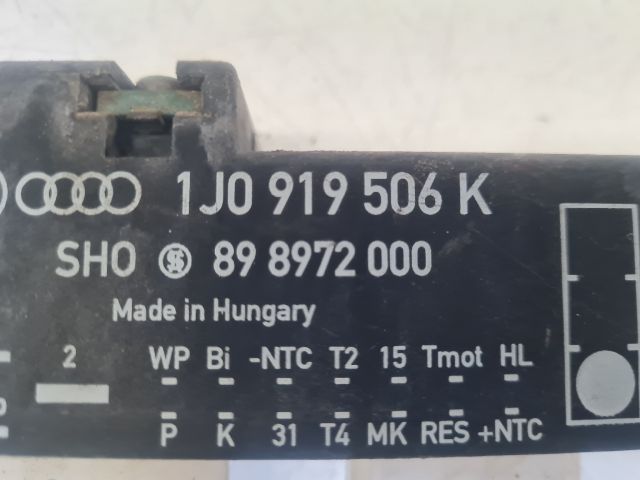 1J0 919 506 K
SHO 89 8972 000
Made in Hungary
2 WP Bi -NTC T2 15 Tmot HL
P K 31 T4 MK RES +NTC